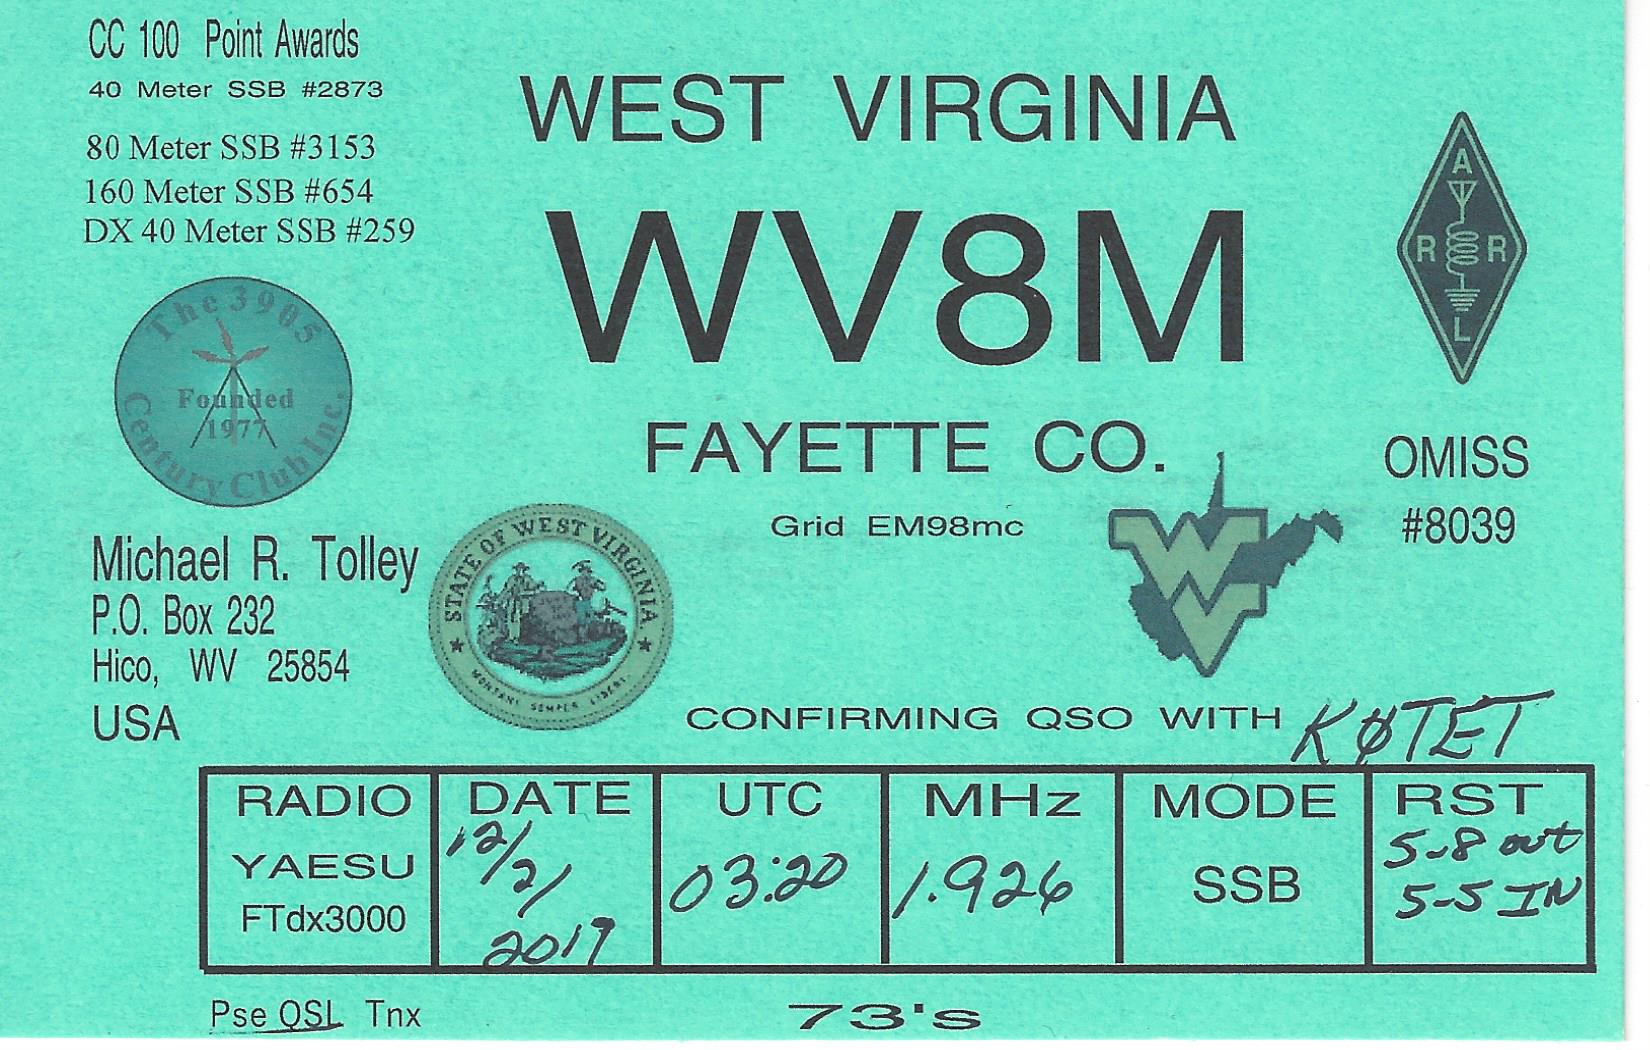 CC 100 Point Awards
40 Meter SSB #2873
80 Meter SSB #3153
160 Meter SSB #654
DX 40 Meter SSB #259
WEST VIRGINIA
WV8M
FAYETTE CO.
Grid EM98mc
A
R R
L
OMISS
#8039
The 3905
Century Club Inc.
Founded
1977
Michael R. Tolley
P.O. Box 232
Hico, WV 25854
USA
STATE OF WEST VIRGINIA
MONTANI SEMPER LIBERI
WV
CONFIRMING QSO WITH KØTET
RADIO DATE UTC MHz MODE RST
YAESU FTdx3000
12/21
2019
03:20
1.926
SSB
5-8 out
5-5 IN
Pse QSL Tnx
73's